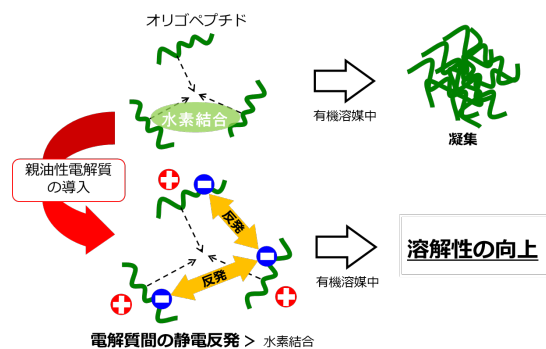 オリゴペプチド
水素結合
有機溶媒中
凝集
親油性電解質
の導入
反発
反発
有機溶媒中
溶解性の向上
電解質間の静電反発 > 水素結合